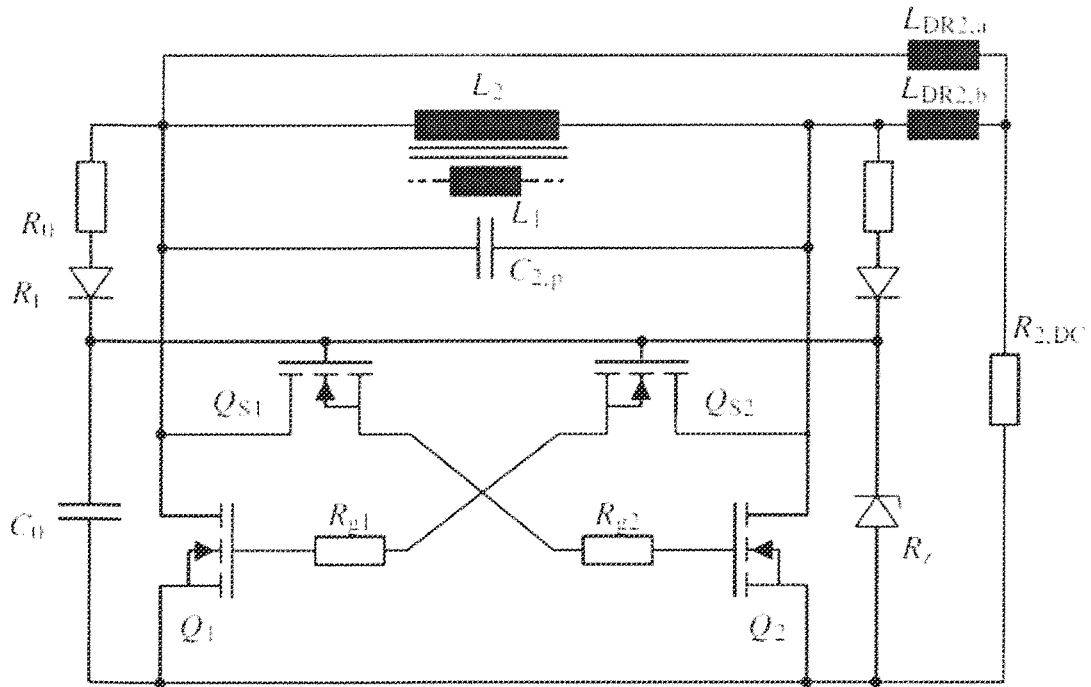 L_DR2,a
L_2
L_DR2,b
L_1
R_0
C_2,p
R_1
R_2,DC
Q_S1
Q_S2
C_0
R_g1
R_g2
R_z
Q_1
Q_2